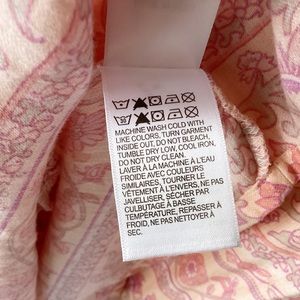 MACHINE WASH COLD WITH
LIKE COLORS, TURN GARMENT
INSIDE OUT, DO NOT BLEACH,
TUMBLE DRY LOW, COOL IRON,
DO NOT DRY CLEAN.
LAVER À LA MACHINE À L'EAU
FROIDE AVEC COULEURS
SIMILAIRES, TOURNER LE
VÊTEMENT À L'ENVERS, NE PAS
JAVELLISER, SÉCHER PAR
CULBUTAGE À BASSE
TEMPÉRATURE, REPASSER À
FROID, NE PAS NETTOYER À
SEC.